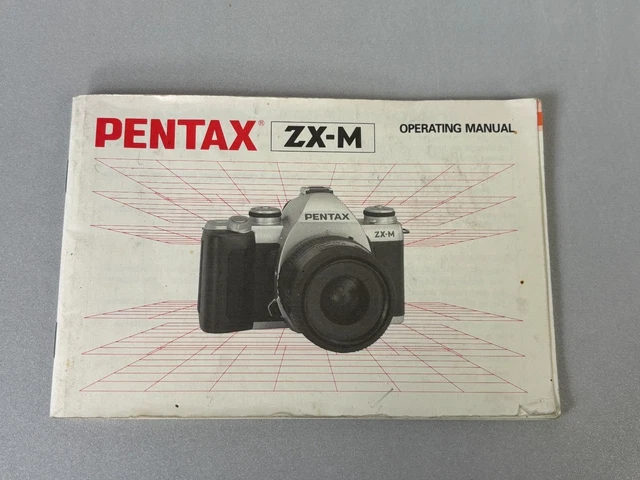 PENTAX® ZX-M OPERATING MANUAL
PENTAX
ZX-M